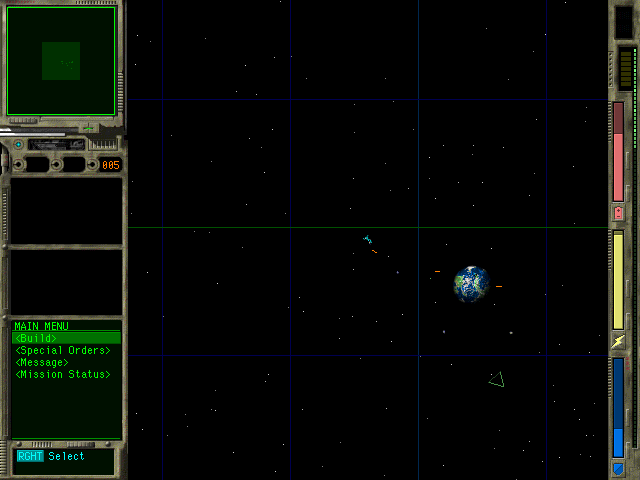 005
MAIN MENU
<Build>
<Special Orders>
<Message>
<Mission Status>
RGHT Select